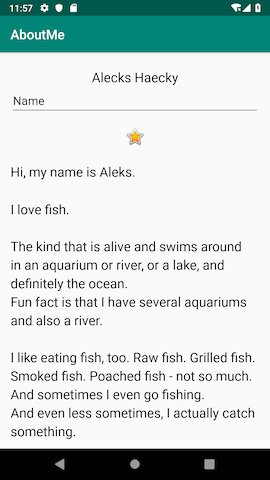 11:57
AboutMe
Alecks Haecky
Name
Hi, my name is Aleks.
I love fish.
The kind that is alive and swims around
in an aquarium or river, or a lake, and
definitely the ocean.
Fun fact is that I have several aquariums
and also a river.
I like eating fish, too. Raw fish. Grilled fish.
Smoked fish. Poached fish - not so much.
And sometimes I even go fishing.
And even less sometimes, I actually catch
something.